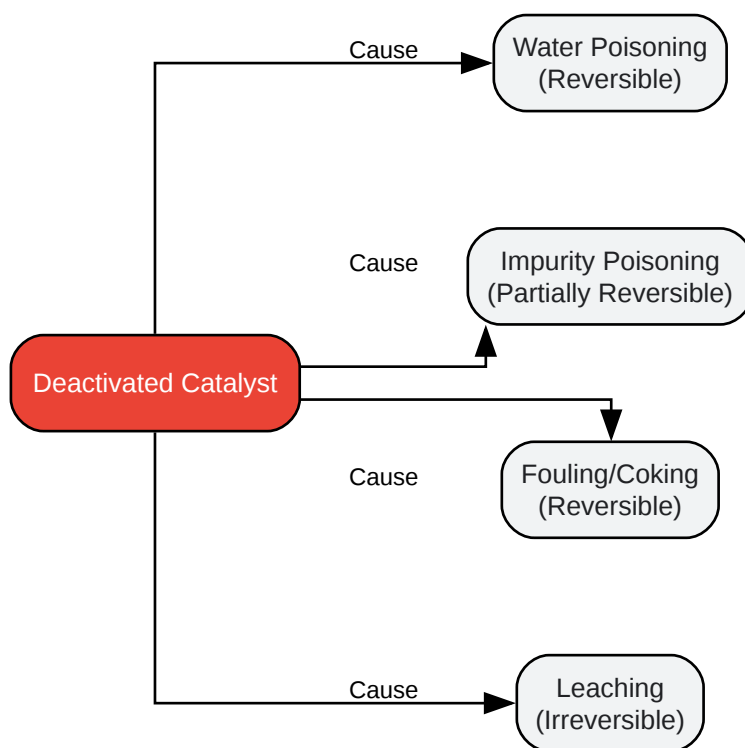 Cause
Water Poisoning
(Reversible)
Cause
Impurity Poisoning
(Partially Reversible)
Deactivated Catalyst
Cause
Fouling/Coking
(Reversible)
Cause
Leaching
(Irreversible)